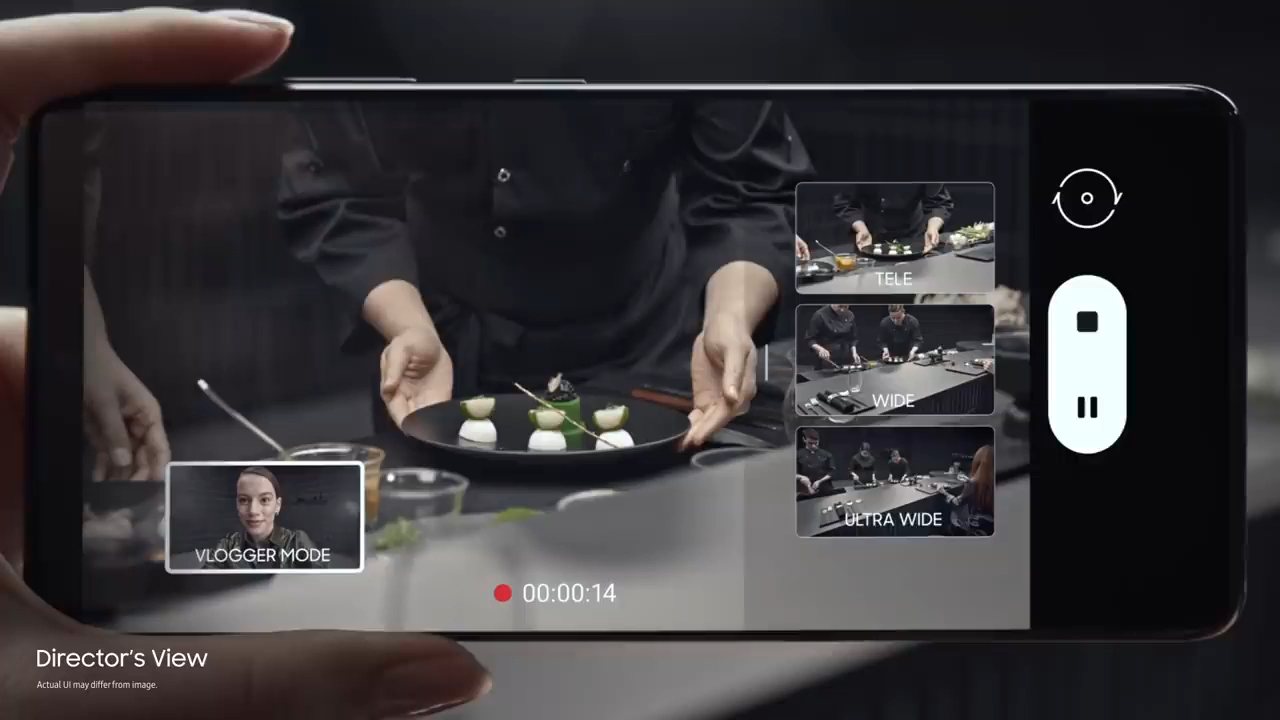 TELE
WIDE
ULTRA WIDE
VLOGGER MODE
00:00:14
Director's View
Actual UI may differ from image.